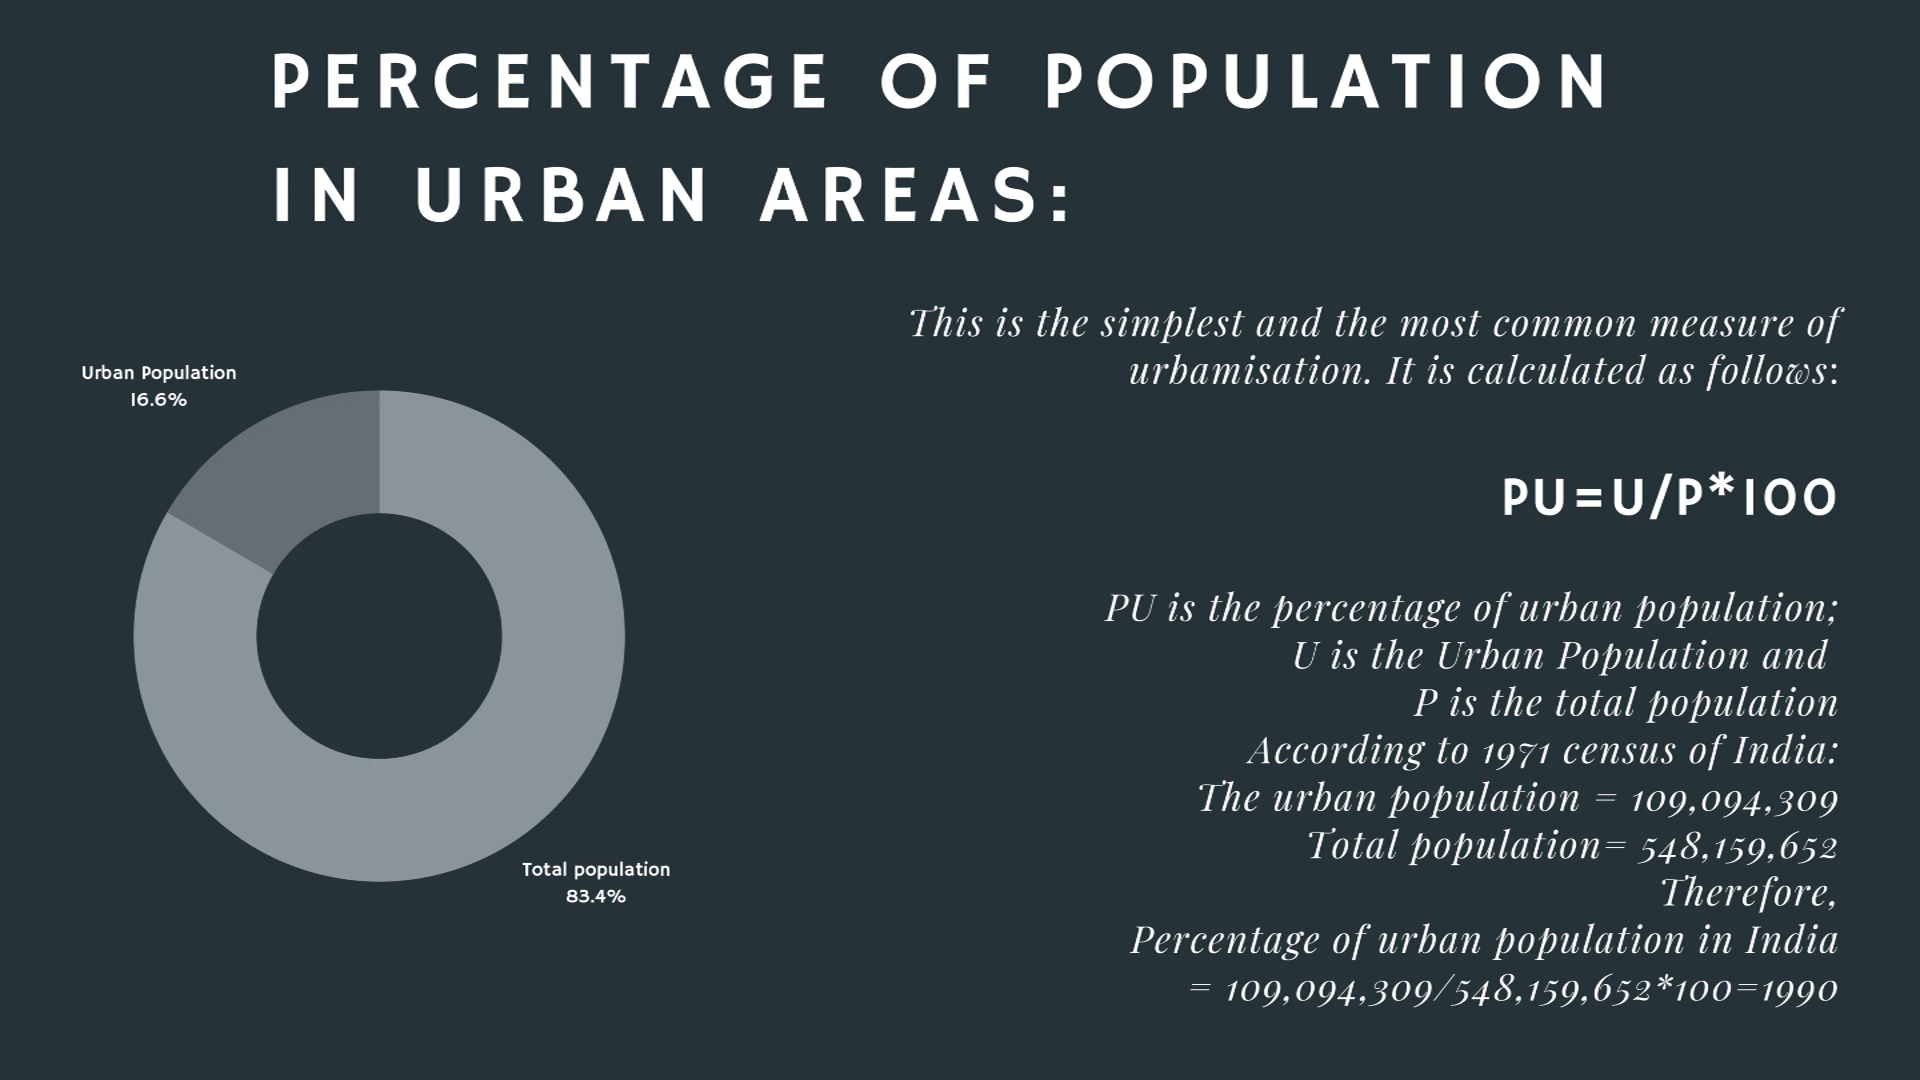 PERCENTAGE OF POPULATION
IN URBAN AREAS:
This is the simplest and the most common measure of
urbamisation. It is calculated as follows:
PU=U/P*100
PU is the percentage of urban population;
U is the Urban Population and
P is the total population
According to 1971 census of India:
The urban population = 109,094,309
Total population= 548,159,652
Therefore,
Percentage of urban population in India
= 109,094,309/548,159,652*100=1990
Urban Population
16.6%
Total population
83.4%